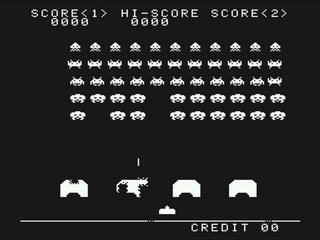 SCORE<1> HI-SCORE SCORE<2>
0000 0000
CREDIT 00